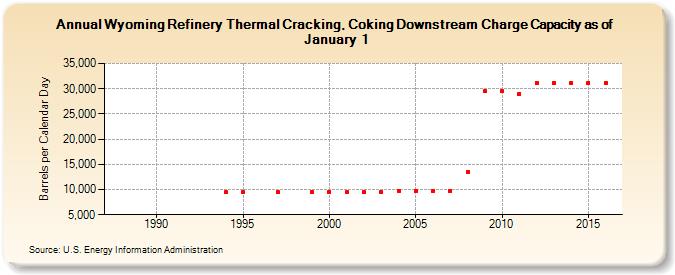 Annual Wyoming Refinery Thermal Cracking, Coking Downstream Charge Capacity as of
January 1
Barrels per Calendar Day
35,000
30,000
25,000
20,000
15,000
10,000
5,000
1990 1995 2000 2005 2010 2015
Source: U.S. Energy Information Administration